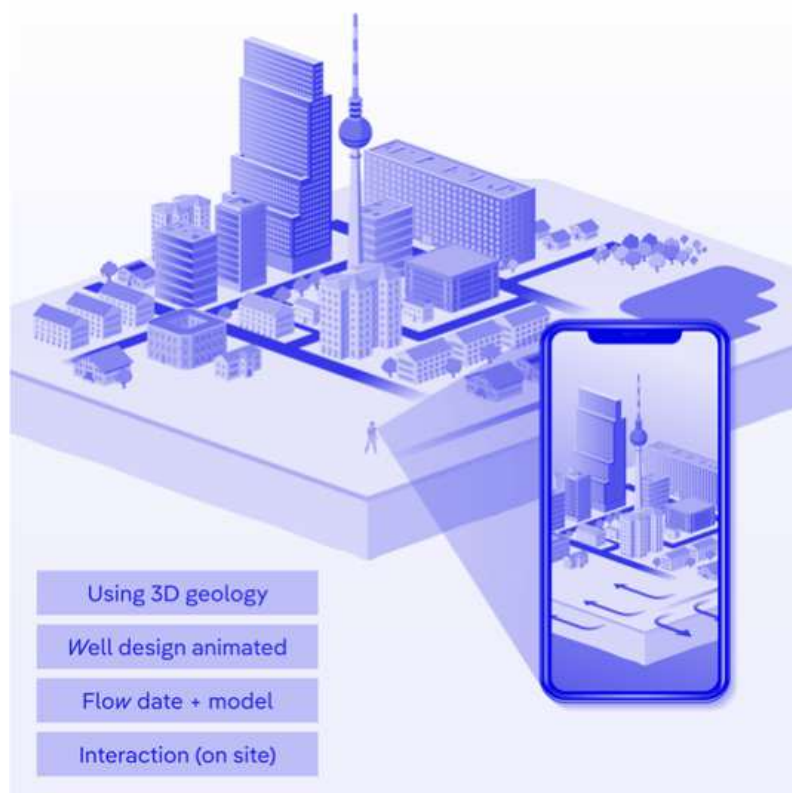 Using 3D geology
Well design animated
Flow date + model
Interaction (on site)